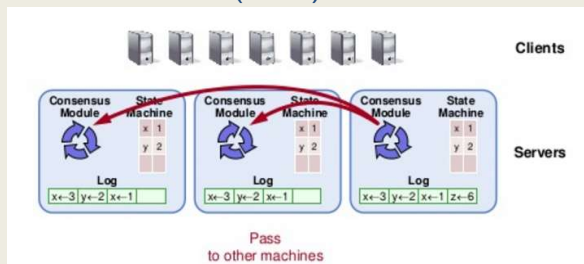 Clients
Consensus Module
State Machine
x 1
y 2
Log
x←3 y←2 x←1
Consensus Module
State Machine
x 1
y 2
Log
x←3 y←2 x←1
Consensus Module
State Machine
x 1
y 2
Log
x←3 y←2 x←1 z←6
Servers
Pass
to other machines